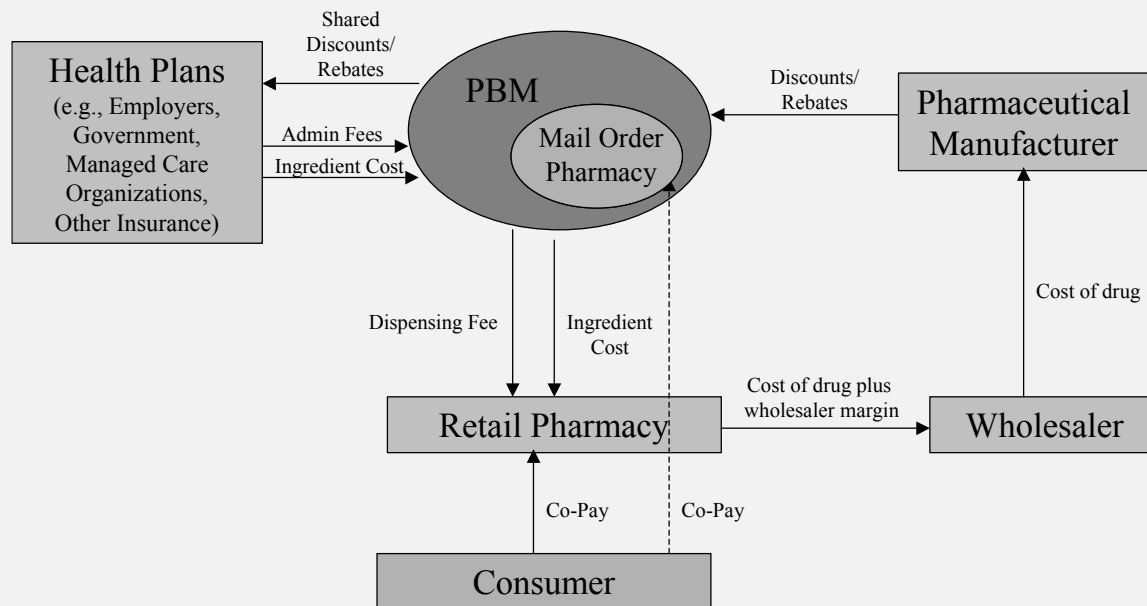 Shared
Discounts/
Rebates
Health Plans
(e.g., Employers,
Government,
Managed Care
Organizations,
Other Insurance)
Admin Fees
Ingredient Cost
PBM
Mail Order
Pharmacy
Discounts/
Rebates
Pharmaceutical
Manufacturer
Dispensing Fee
Ingredient
Cost
Cost of drug
Retail Pharmacy
Cost of drug plus
wholesaler margin
Wholesaler
Co-Pay
Co-Pay
Consumer